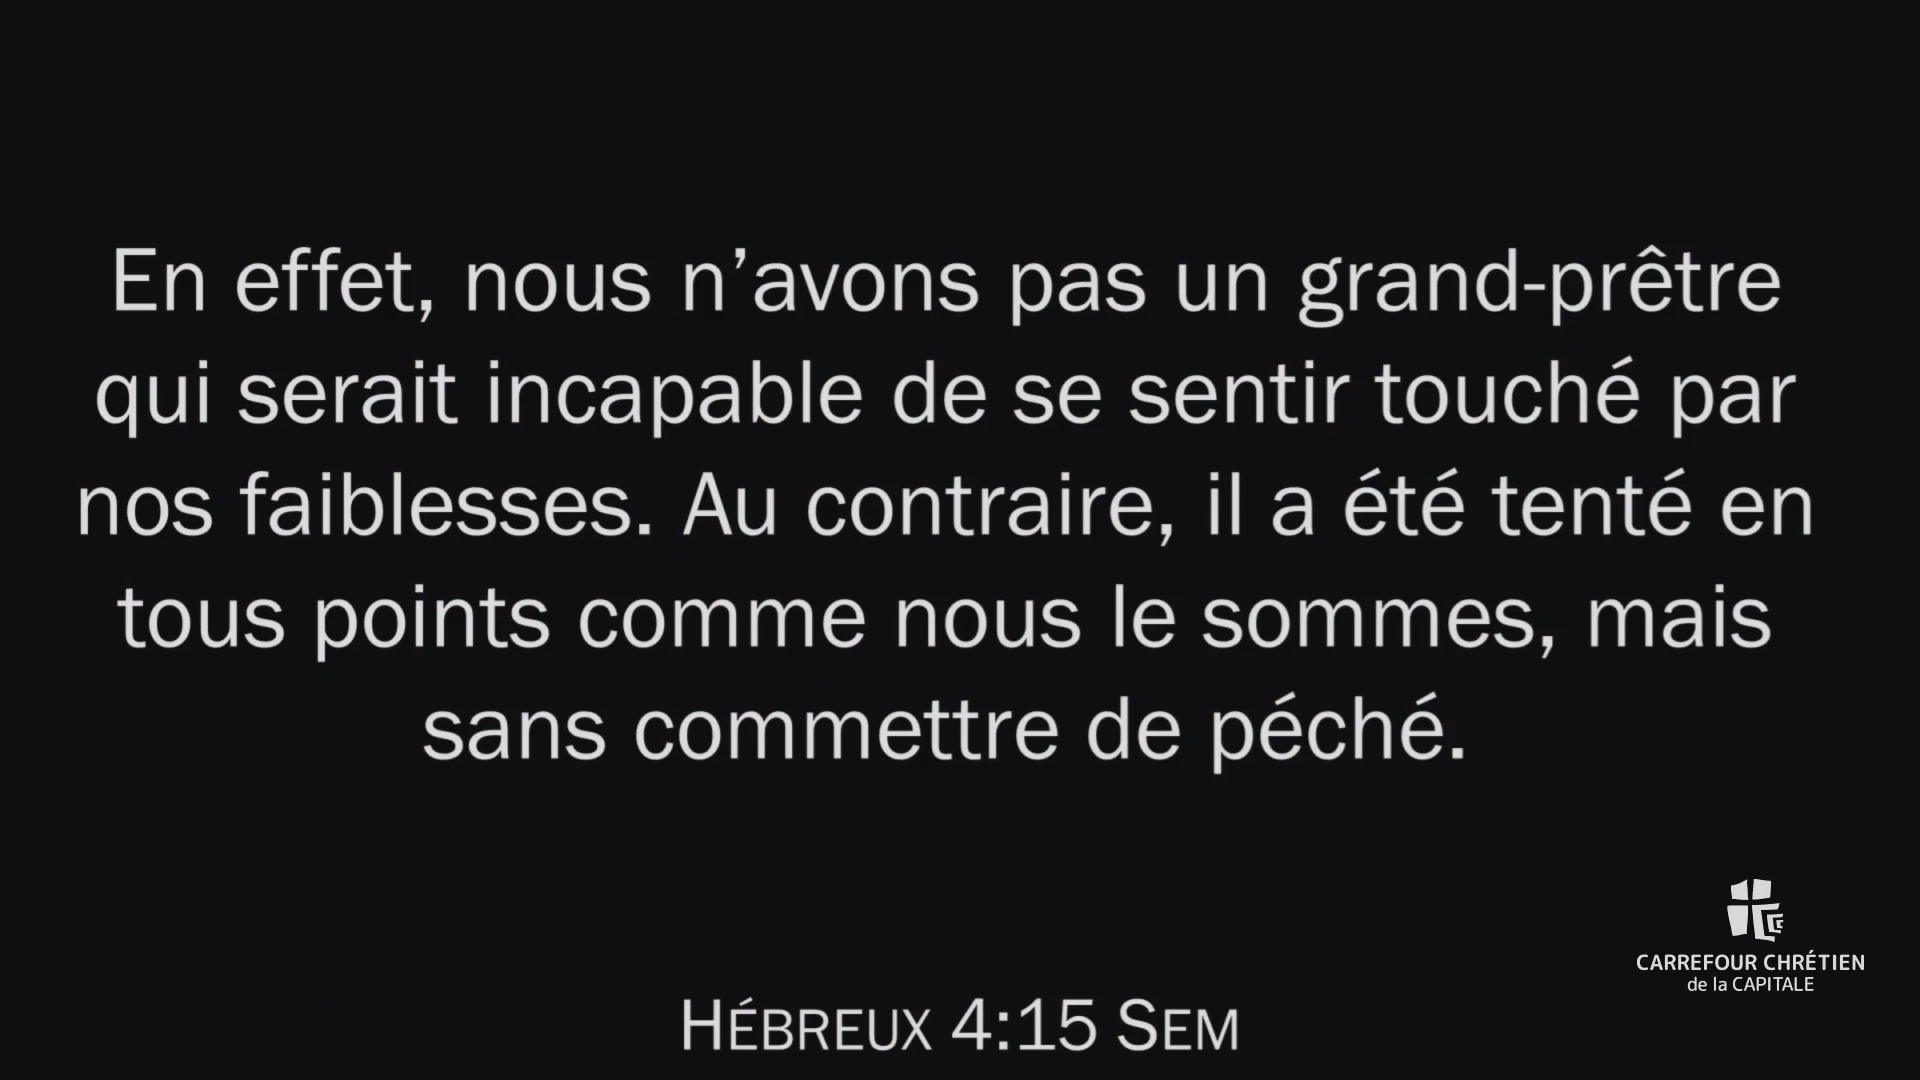 En effet, nous n’avons pas un grand-prêtre
qui serait incapable de se sentir touché par
nos faiblesses. Au contraire, il a été tenté en
tous points comme nous le sommes, mais
sans commettre de péché.
CARREFOUR CHRÉTIEN
de la CAPITALE
HÉBREUX 4:15 SEM